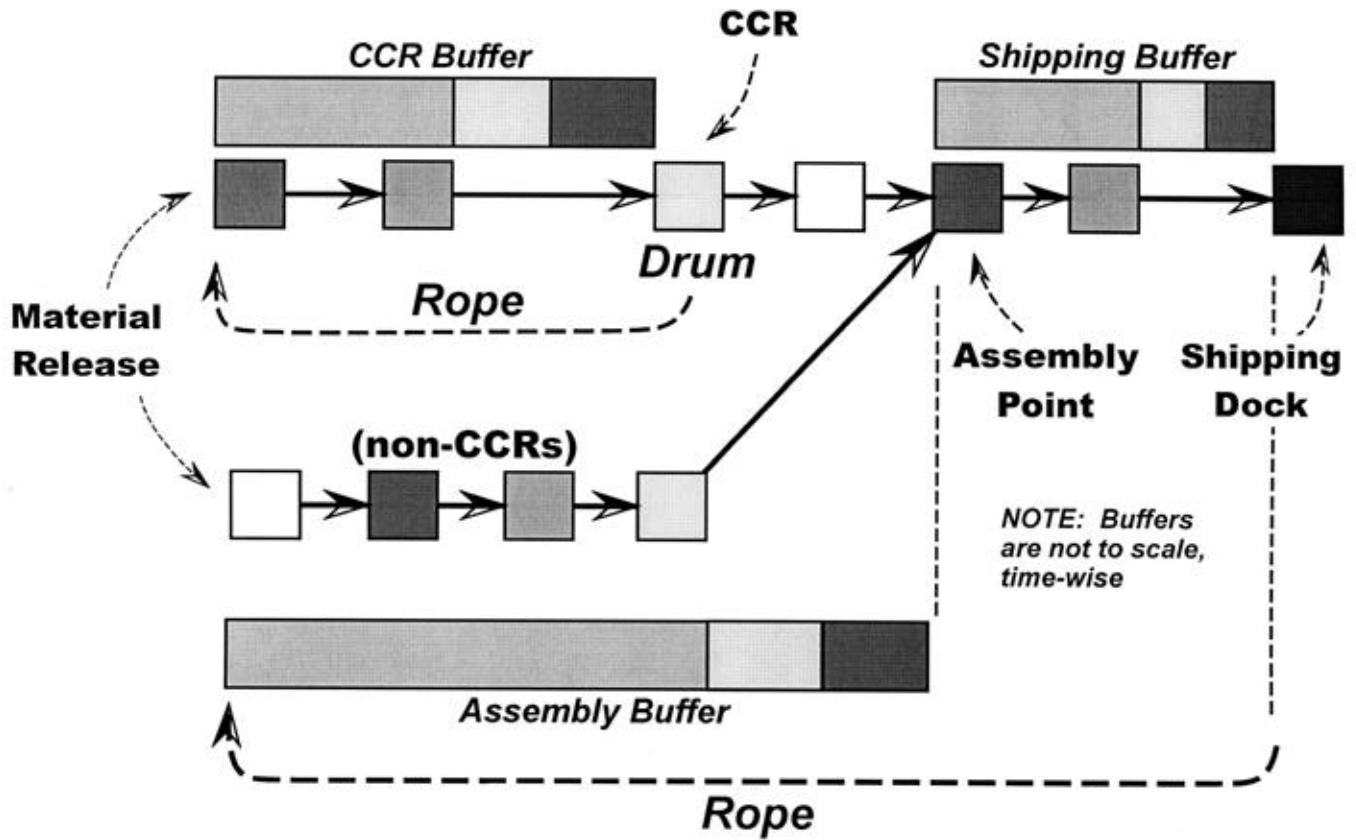 CCR
CCR Buffer
Shipping Buffer
Drum
Rope
Material
Release
Assembly
Point
Shipping
Dock
(non-CCRs)
NOTE: Buffers
are not to scale,
time-wise
Assembly Buffer
Rope